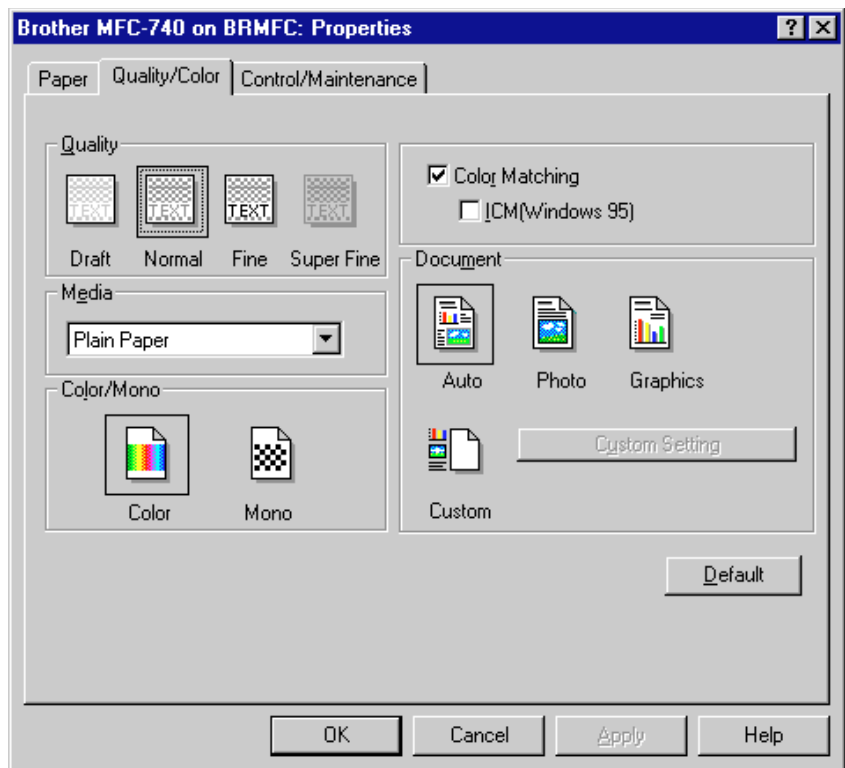 Brother MFC-740 on BRMFC: Properties
Paper
Quality/Color
Control/Maintenance
Quality
TEXT
TEXT
TEXT
TEXT
Draft
Normal
Fine
Super Fine
Media
Plain Paper
Color/Mono
Color
Mono
Color Matching
ICM(Windows 95)
Document
Auto
Photo
Graphics
Custom
Custom Setting
Default
OK
Cancel
Apply
Help